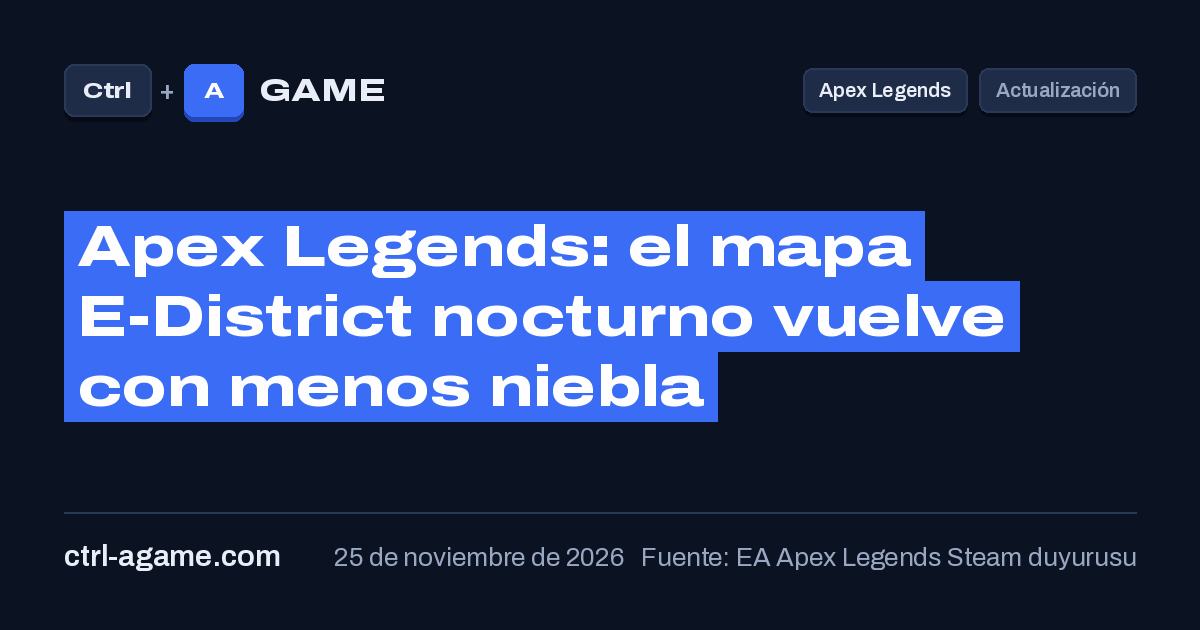 Ctrl + A GAME
Apex Legends
Actualización
Apex Legends: el mapa
E-District nocturno vuelve
con menos niebla
ctrl-agame.com
25 de noviembre de 2026
Fuente: EA Apex Legends Steam duyurusu